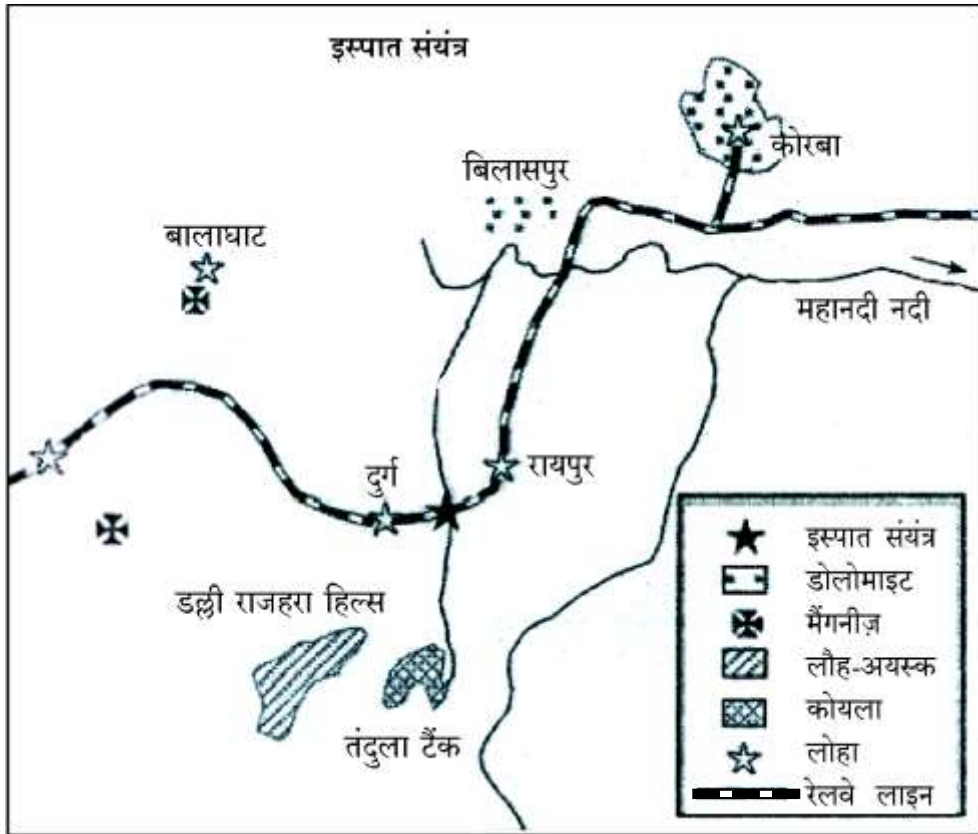 इस्पात संयंत्र
कोरबा
बिलासपुर
बालाघाट
महानदी नदी
दुर्ग
रायपुर
डल्ली राजहरा हिल्स
तंदुला टैंक
इस्पात संयंत्र
डोलोमाइट
मैंगनीज़
लौह-अयस्क
कोयला
लोहा
रेलवे लाइन